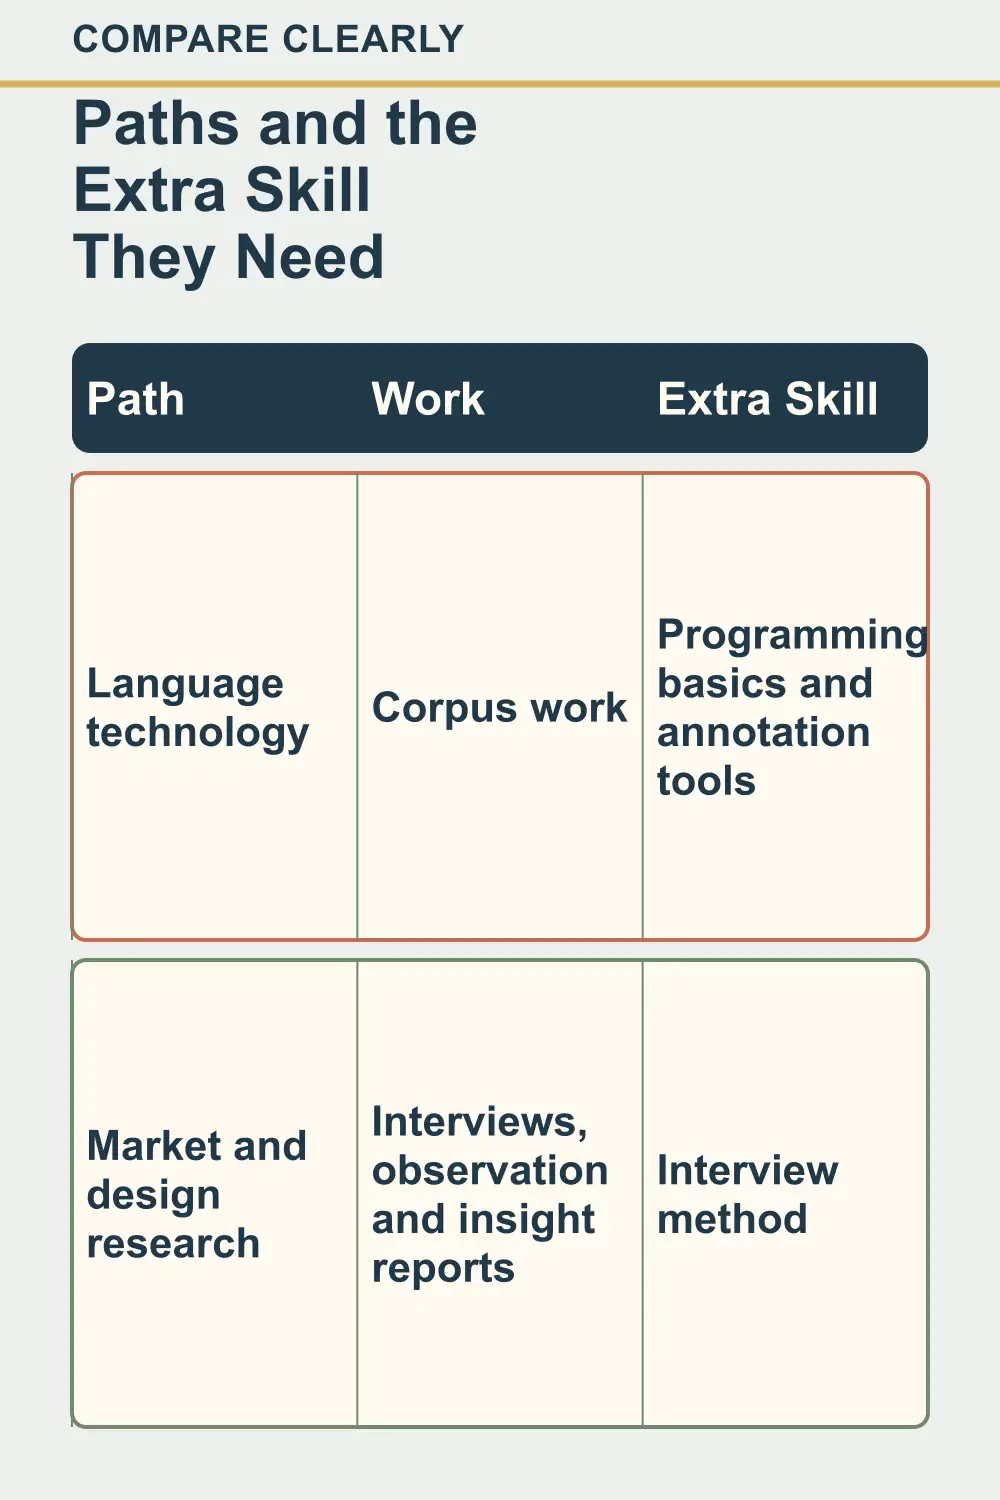 COMPARE CLEARLY
Paths and the
Extra Skill
They Need
Path
Work
Extra Skill
Language
technology
Corpus work
Programming
basics and
annotation
tools
Market and
design
research
Interviews,
observation
and insight
reports
Interview
method